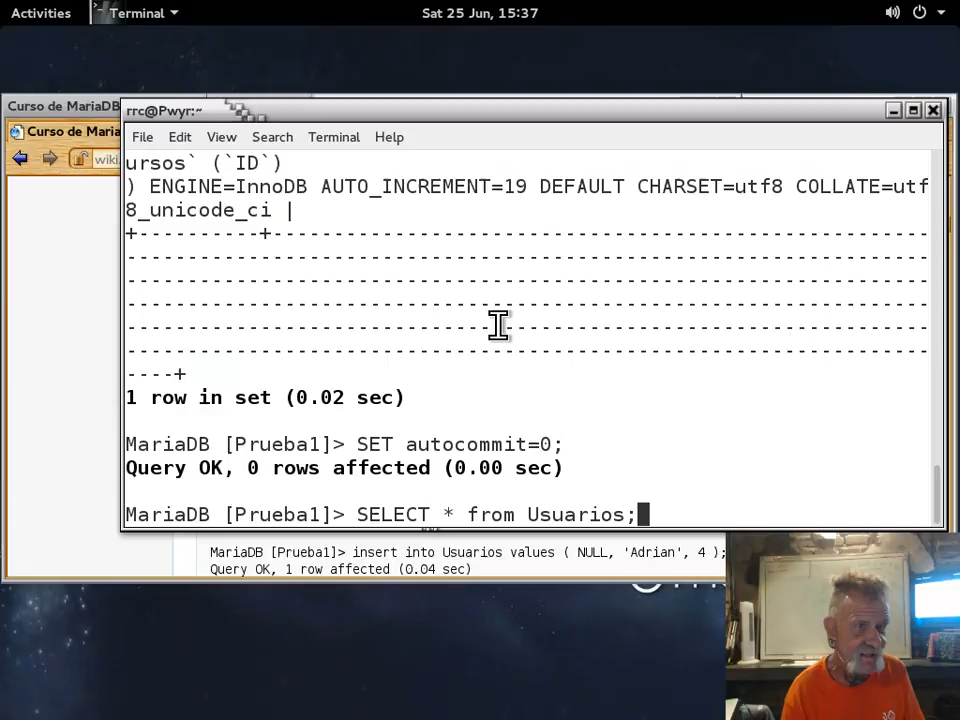 Activities Terminal Sat 25 Jun, 15:37
Curso de MariaDB
Curso de Maria
wiki
rrc@Pwyr:~
File Edit View Search Terminal Help
ursos` (`ID`)
) ENGINE=InnoDB AUTO_INCREMENT=19 DEFAULT CHARSET=utf8 COLLATE=utf
8_unicode_ci |
+----------+------------------------------------------------------
------------------------------------------------------------------
------------------------------------------------------------------
------------------------------------------------------------------
------------------------------------------------------------------
------------------------------------------------------------------
----+
1 row in set (0.02 sec)
MariaDB [Prueba1]> SET autocommit=0;
Query OK, 0 rows affected (0.00 sec)
MariaDB [Prueba1]> SELECT * from Usuarios;
MariaDB [Prueba1]> insert into Usuarios values ( NULL, 'Adrian', 4 );
Query OK, 1 row affected (0.04 sec)